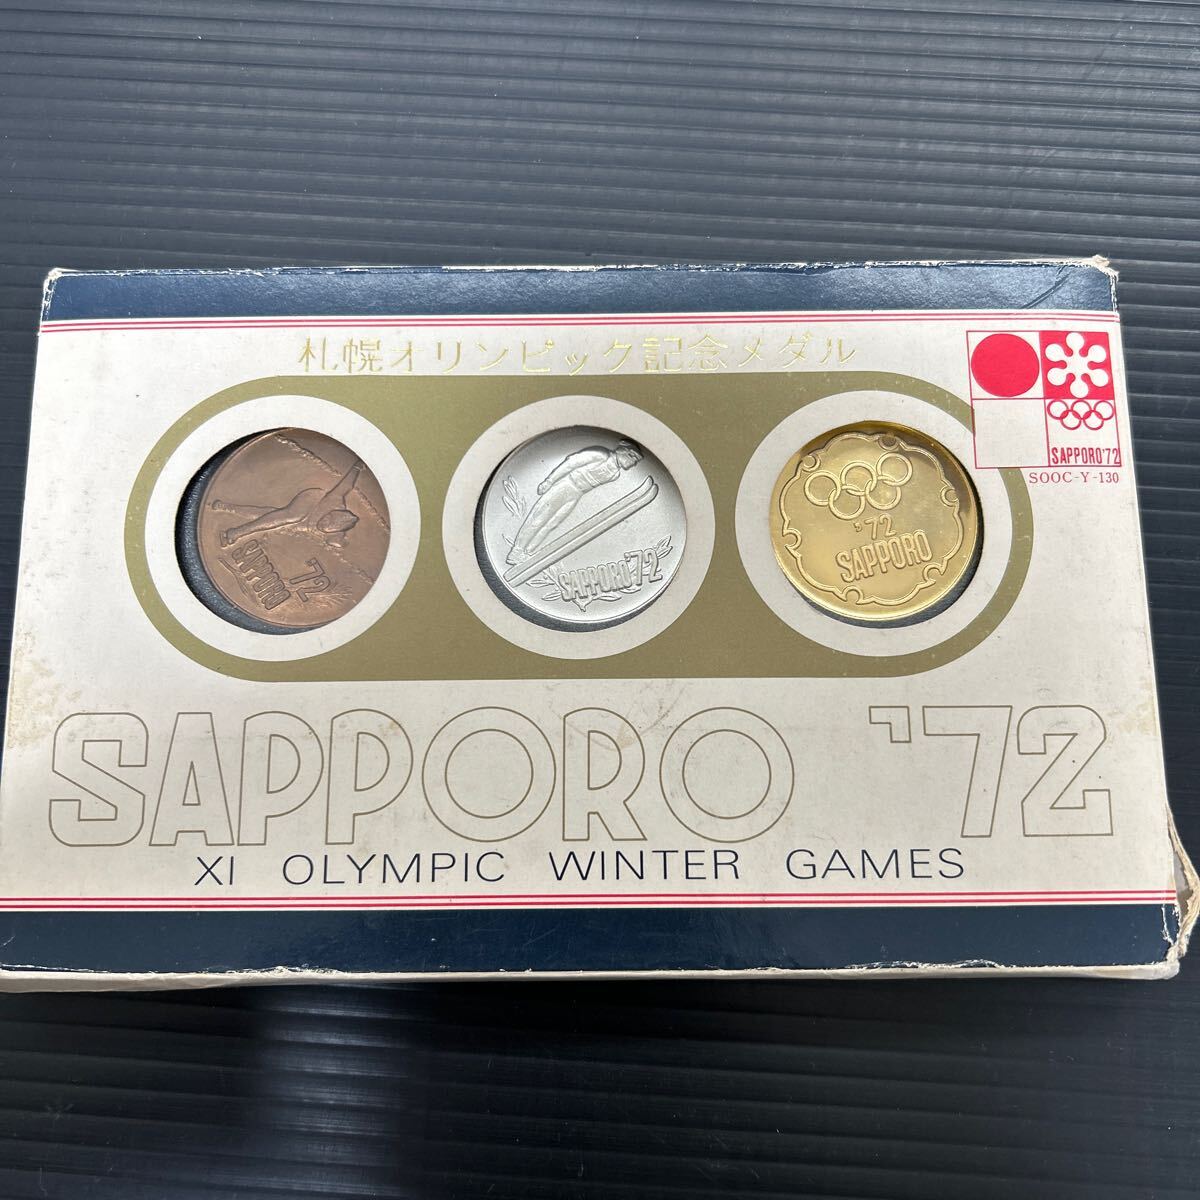 札幌オリンピック記念メダル
SAPPORO'72
SOOC-Y-130
SAPPORO '72
SAPPORO'72
'72
SAPPORO
SAPPORO '72
XI OLYMPIC WINTER GAMES